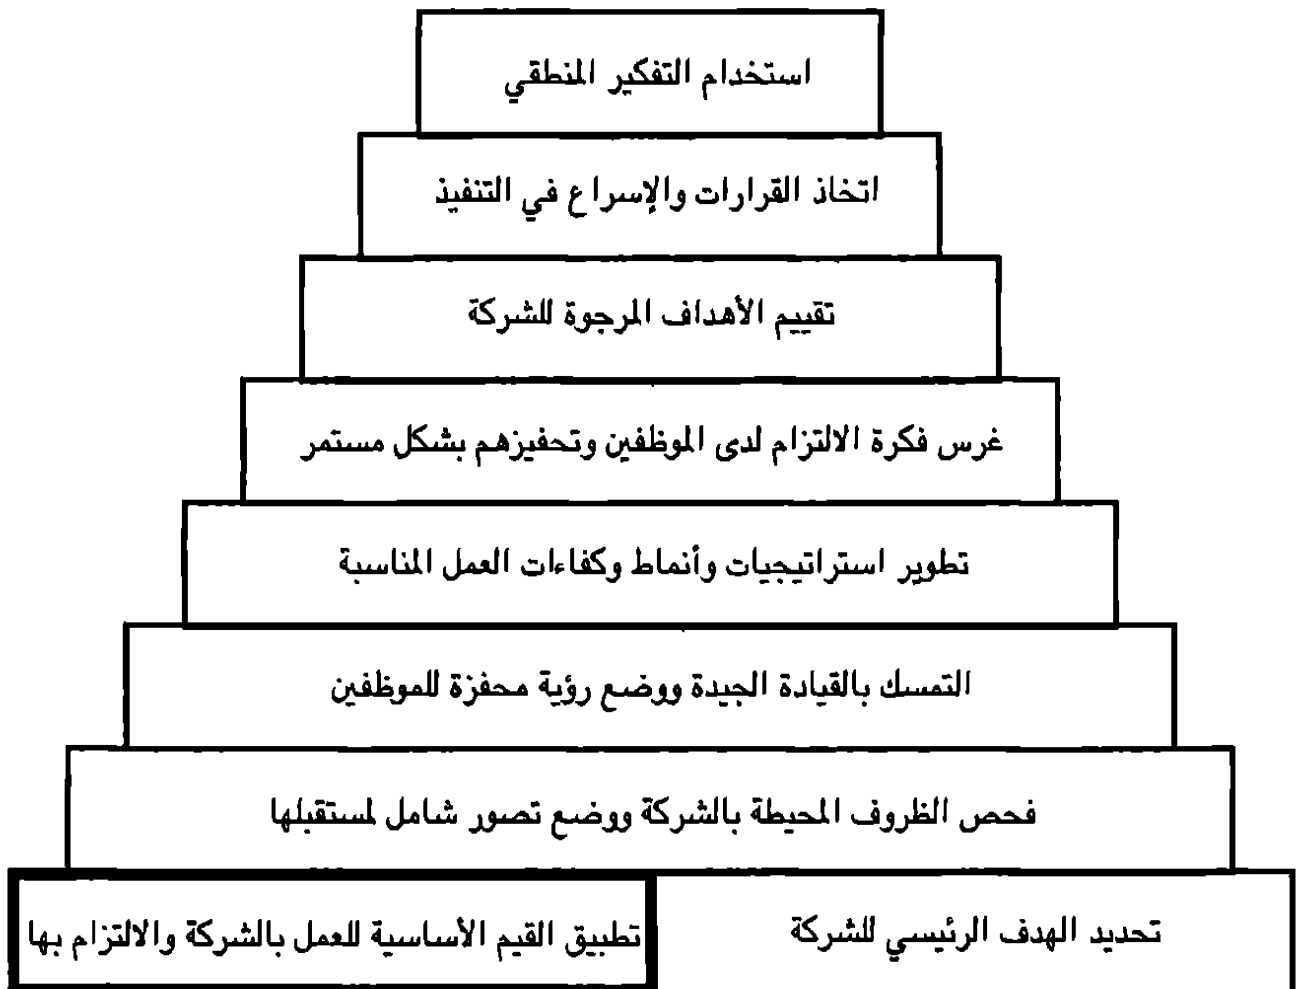 استخدام التفكير المنطقي
اتخاذ القرارات والإسراع في التنفيذ
تقييم الأهداف المرجوة للشركة
غرس فكرة الالتزام لدى الموظفين وتحفيزهم بشكل مستمر
تطوير استراتيجيات وأنماط وكفاءات العمل المناسبة
التمسك بالقيادة الجيدة ووضع رؤية محفزة للموظفين
فحص الظروف المحيطة بالشركة ووضع تصور شامل لمستقبلها
تحديد الهدف الرئيسي للشركة
تطبيق القيم الأساسية للعمل بالشركة والالتزام بها